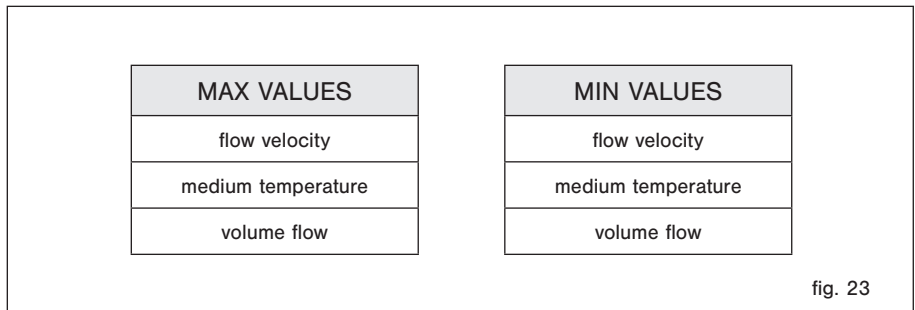 MAX VALUES
flow velocity
medium temperature
volume flow
MIN VALUES
flow velocity
medium temperature
volume flow
fig. 23